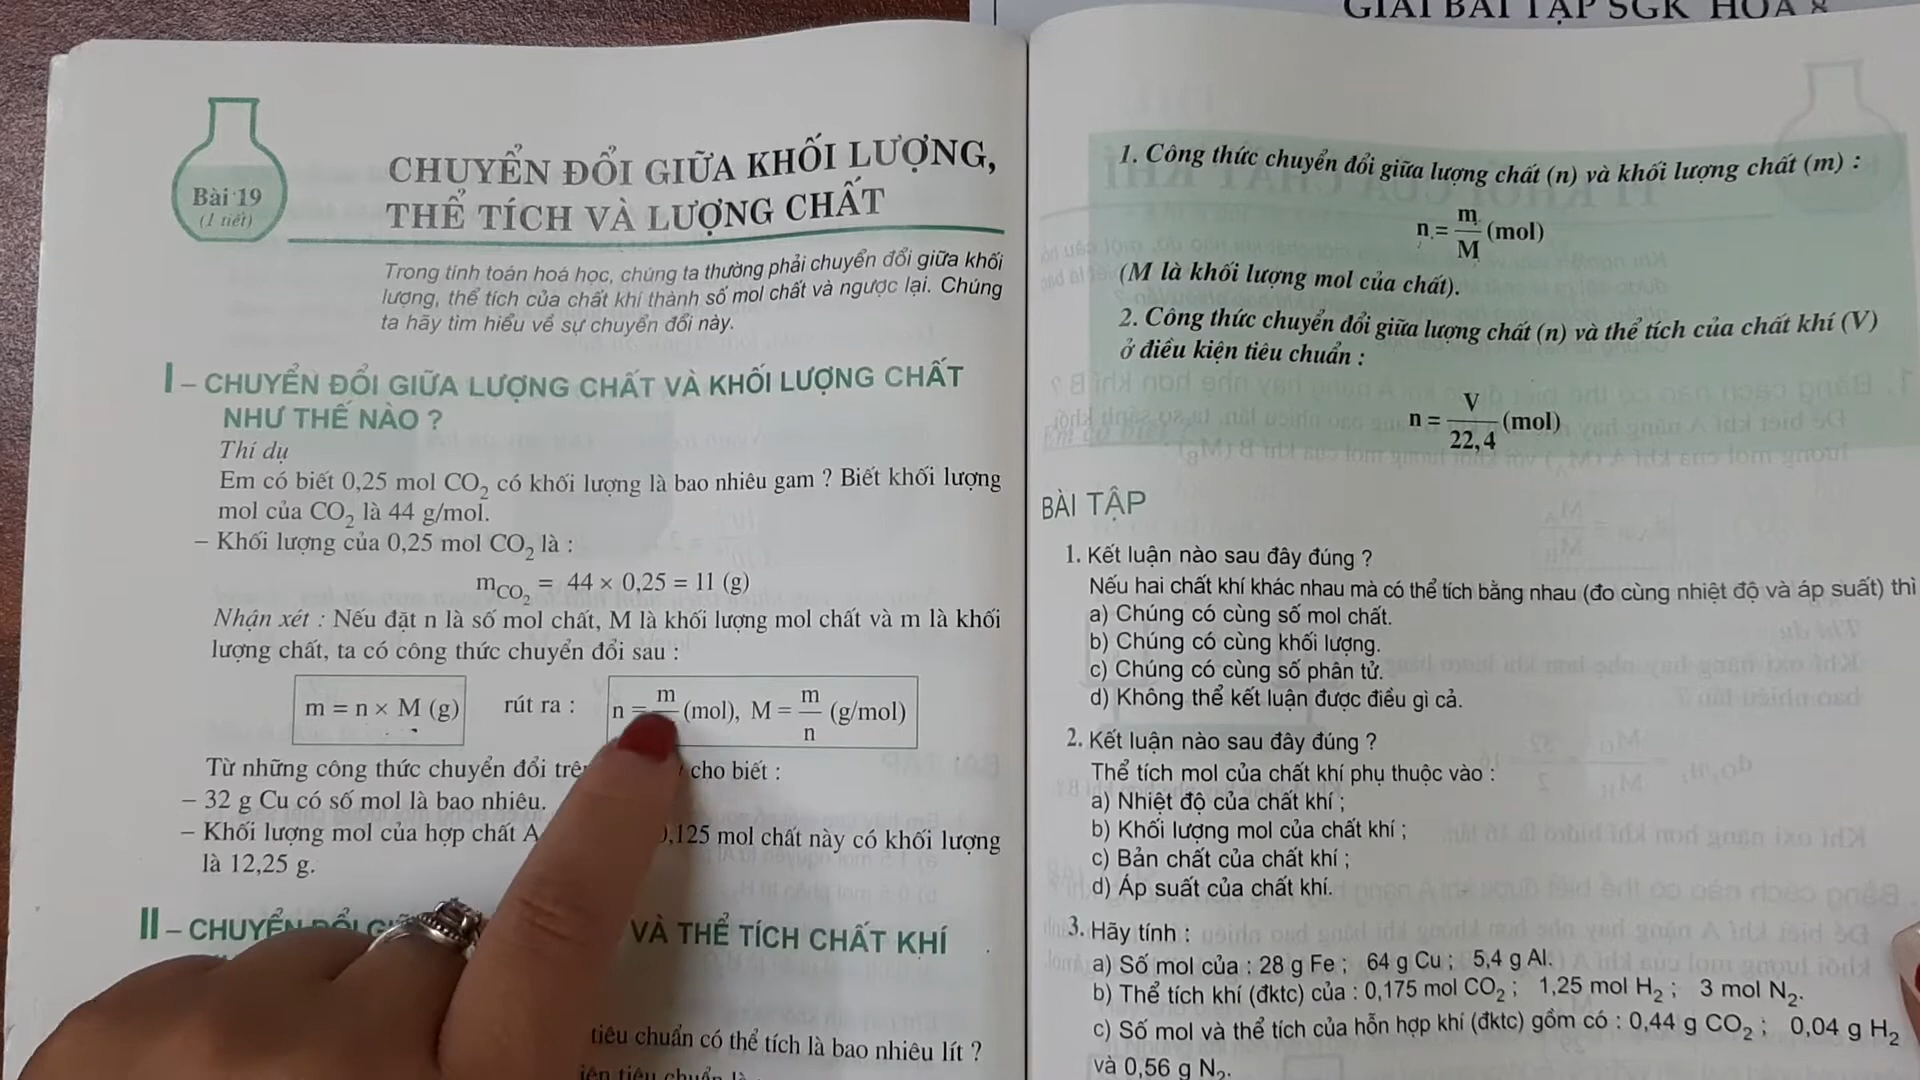 GIẢI BÀI TẬP SGK HOÁ 8
Bài 19
(1 tiết)
CHUYỂN ĐỔI GIỮA KHỐI LƯỢNG,
THỂ TÍCH VÀ LƯỢNG CHẤT
Trong tính toán hoá học, chúng ta thường phải chuyển đổi giữa khối
lượng, thể tích của chất khí thành số mol chất và ngược lại. Chúng
ta hãy tìm hiểu về sự chuyển đổi này.
I – CHUYỂN ĐỔI GIỮA LƯỢNG CHẤT VÀ KHỐI LƯỢNG CHẤT
NHƯ THẾ NÀO ?
Thí dụ
Em có biết 0,25 mol CO₂ có khối lượng là bao nhiêu gam ? Biết khối lượng
mol của CO₂ là 44 g/mol.
– Khối lượng của 0,25 mol CO₂ là :
m CO₂ = 44 × 0,25 = 11 (g)
Nhận xét : Nếu đặt n là số mol chất, M là khối lượng mol chất và m là khối
lượng chất, ta có công thức chuyển đổi sau :
m = n × M (g) rút ra : n = m (mol), M = m/n (g/mol)
Từ những công thức chuyển đổi cho biết :
– 32 g Cu có số mol là bao nhiêu.
– Khối lượng mol của hợp chất A ,125 mol chất này có khối lượng
là 12,25 g.
II – CHUYỂN ĐỔI VÀ THỂ TÍCH CHẤT KHÍ
tiêu chuẩn có thể tích là bao nhiêu lít ?
tiêu chuẩn là
1. Công thức chuyển đổi giữa lượng chất (n) và khối lượng chất (m) :
n = m/M (mol)
(M là khối lượng mol của chất).
2. Công thức chuyển đổi giữa lượng chất (n) và thể tích của chất khí (V)
ở điều kiện tiêu chuẩn :
n = V/22,4 (mol)
BÀI TẬP
1. Kết luận nào sau đây đúng ?
Nếu hai chất khí khác nhau mà có thể tích bằng nhau (đo cùng nhiệt độ và áp suất) thì
a) Chúng có cùng số mol chất.
b) Chúng có cùng khối lượng.
c) Chúng có cùng số phân tử.
d) Không thể kết luận được điều gì cả.
2. Kết luận nào sau đây đúng ?
Thể tích mol của chất khí phụ thuộc vào :
a) Nhiệt độ của chất khí ;
b) Khối lượng mol của chất khí ;
c) Bản chất của chất khí ;
d) Áp suất của chất khí.
3. Hãy tính :
a) Số mol của : 28 g Fe ; 64 g Cu ; 5,4 g Al.
b) Thể tích khí (đktc) của : 0,175 mol CO₂ ; 1,25 mol H₂ ; 3 mol N₂.
c) Số mol và thể tích của hỗn hợp khí (đktc) gồm có : 0,44 g CO₂ ; 0,04 g H₂
và 0,56 g N₂.